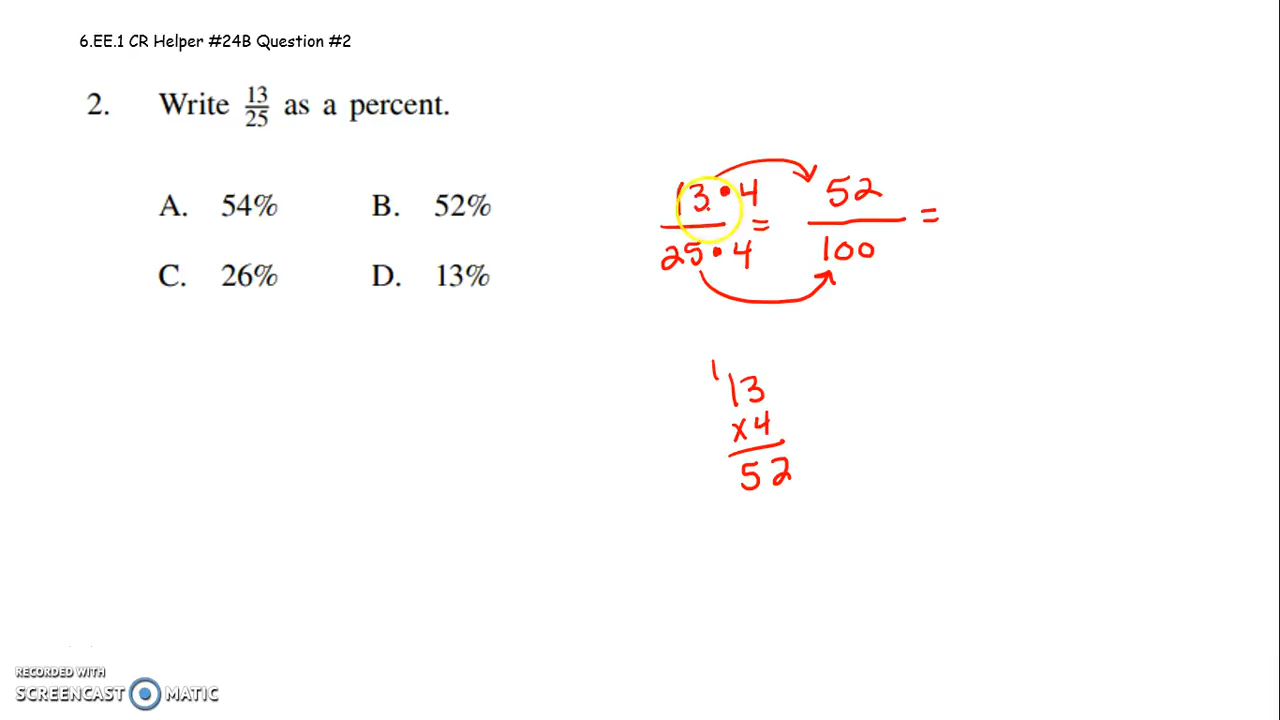 6.EE.1 CR Helper #24B Question #2
2. Write 13/25 as a percent.
A. 54% B. 52%
C. 26% D. 13%
13 • 4 / 25 • 4 = 52 / 100 =
1
13
x4
52
RECORDED WITH
SCREENCAST MATIC